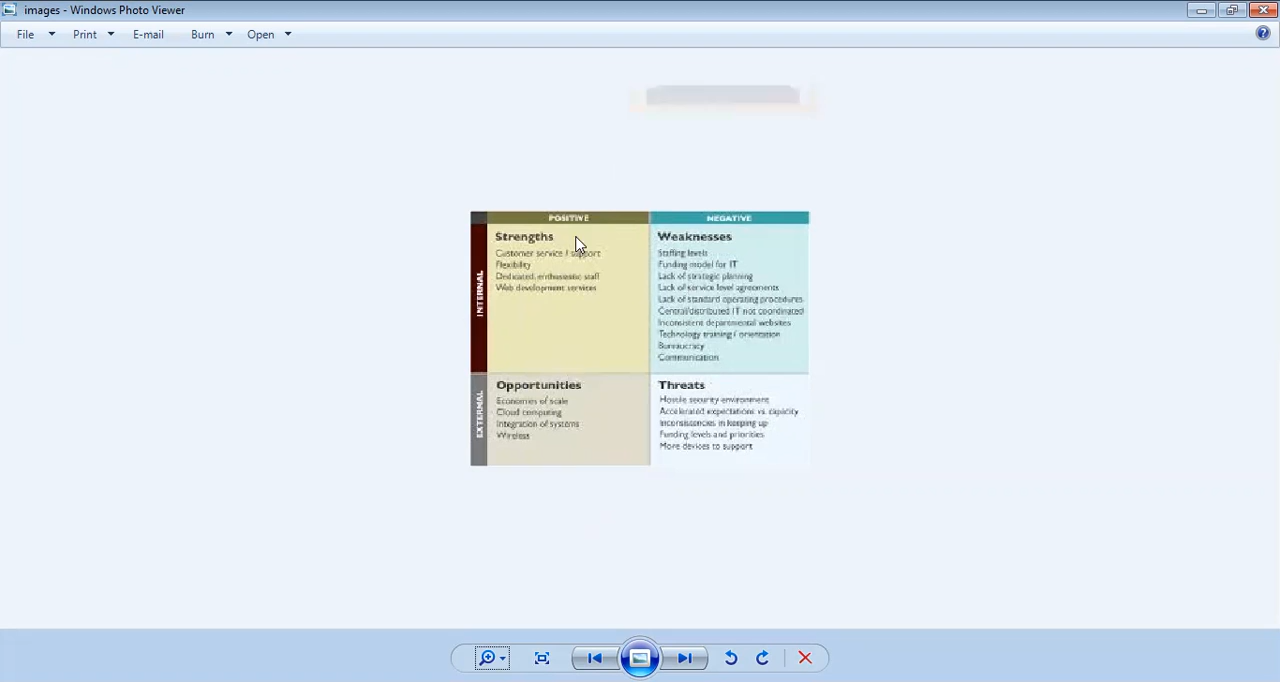 images - Windows Photo Viewer
File Print E-mail Burn Open
POSITIVE NEGATIVE
INTERNAL
Strengths
Customer service / support
Flexibility
Dedicated, enthusiastic staff
Web development services
Weaknesses
Staffing levels
Funding model for IT
Lack of strategic planning
Lack of service level agreements
Lack of standard operating procedures
Central/distributed IT not coordinated
Inconsistent departmental websites
Technology training / orientation
Bureaucracy
Communication
EXTERNAL
Opportunities
Economies of scale
Cloud computing
Integration of systems
Wireless
Threats
Hostile security environment
Accelerated expectations vs. capacity
Inconsistencies in keeping up
Funding levels and priorities
More devices to support